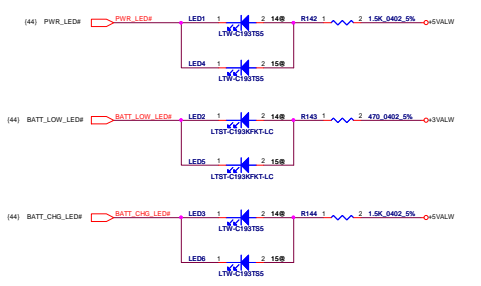 (44) PWR_LED# PWR_LED# LED1 1 2 14@ R142 1 2 1.5K_0402_5% +5VALW
LTW-C193TS5
LED4 1 2 15@
LTW-C193TS5
(44) BATT_LOW_LED# BATT_LOW_LED# LED2 1 2 14@ R143 1 2 470_0402_5% +3VALW
LTST-C193KFKT-LC
LED5 1 2 15@
LTST-C193KFKT-LC
(44) BATT_CHG_LED# BATT_CHG_LED# LED3 1 2 14@ R144 1 2 1.5K_0402_5% +5VALW
LTW-C193TS5
LED6 1 2 15@
LTW-C193TS5